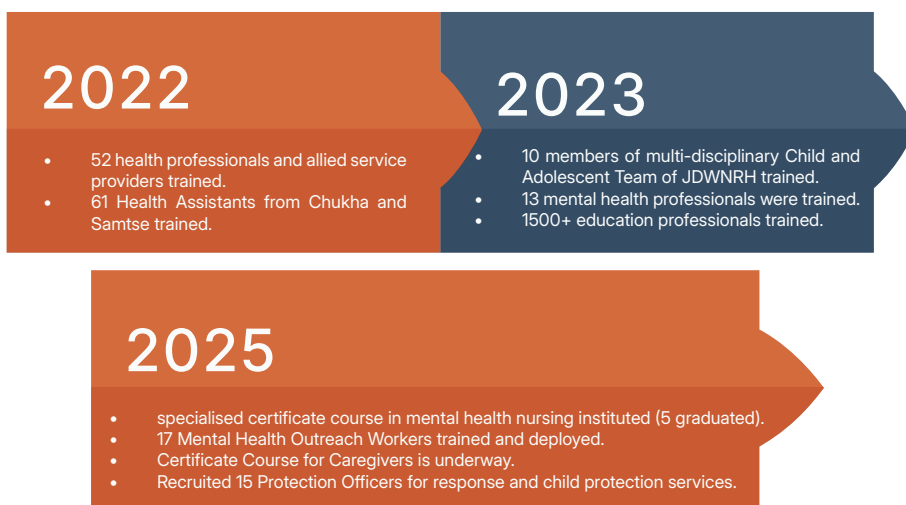 2022
• 52 health professionals and allied service
providers trained.
• 61 Health Assistants from Chukha and
Samtse trained.
2023
• 10 members of multi-disciplinary Child and
Adolescent Team of JDWNRH trained.
• 13 mental health professionals were trained.
• 1500+ education professionals trained.
2025
• specialised certificate course in mental health nursing instituted (5 graduated).
• 17 Mental Health Outreach Workers trained and deployed.
• Certificate Course for Caregivers is underway.
• Recruited 15 Protection Officers for response and child protection services.